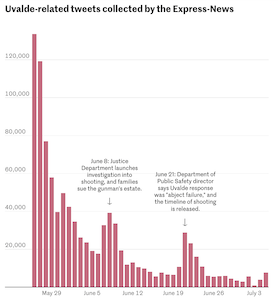 Uvalde-related tweets collected by the Express-News
120,000
100,000
80,000
60,000
40,000
20,000
June 8: Justice
Department launches
investigation into
shooting, and families
sue the gunman's estate.
June 21: Department of
Public Safety director
says Uvalde response
was "abject failure," and
the timeline of shooting
is released.
May 29
June 5
June 12
June 19
June 26
July 3